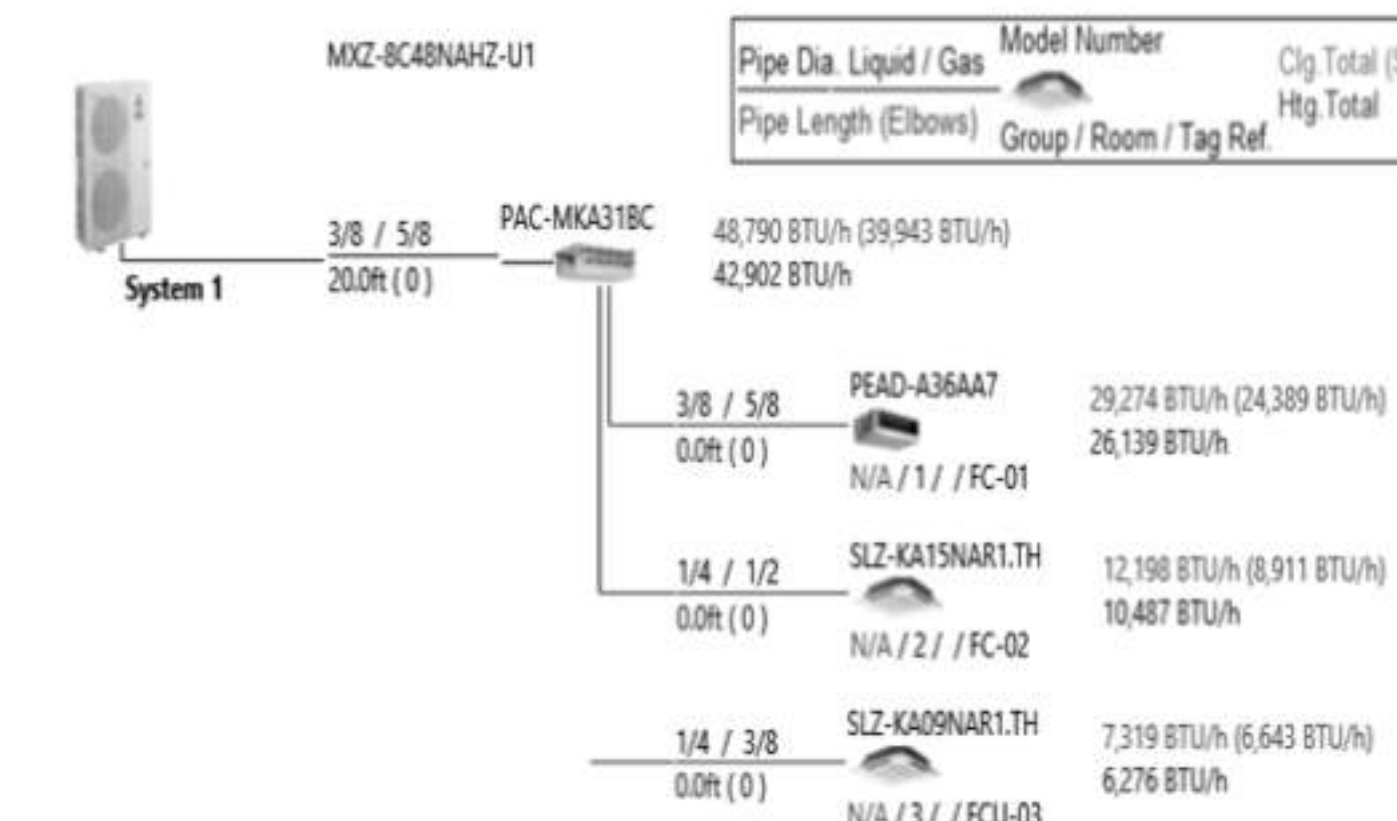 MXZ-8C48NAHZ-U1
Pipe Dia. Liquid / Gas
Pipe Length (Elbows)
Model Number
Group / Room / Tag Ref.
Clg.Total (S
Htg.Total
System 1
3/8 / 5/8
20.0ft ( 0 )
PAC-MKA31BC
48,790 BTU/h (39,943 BTU/h)
42,902 BTU/h
3/8 / 5/8
0.0ft ( 0 )
PEAD-A36AA7
N/A / 1 / / FC-01
29,274 BTU/h (24,389 BTU/h)
26,139 BTU/h
1/4 / 1/2
0.0ft ( 0 )
SLZ-KA15NAR1.TH
N/A / 2 / / FC-02
12,198 BTU/h (8,911 BTU/h)
10,487 BTU/h
1/4 / 3/8
0.0ft ( 0 )
SLZ-KA09NAR1.TH
N/A / 3 / / FCU-03
7,319 BTU/h (6,643 BTU/h)
6,276 BTU/h